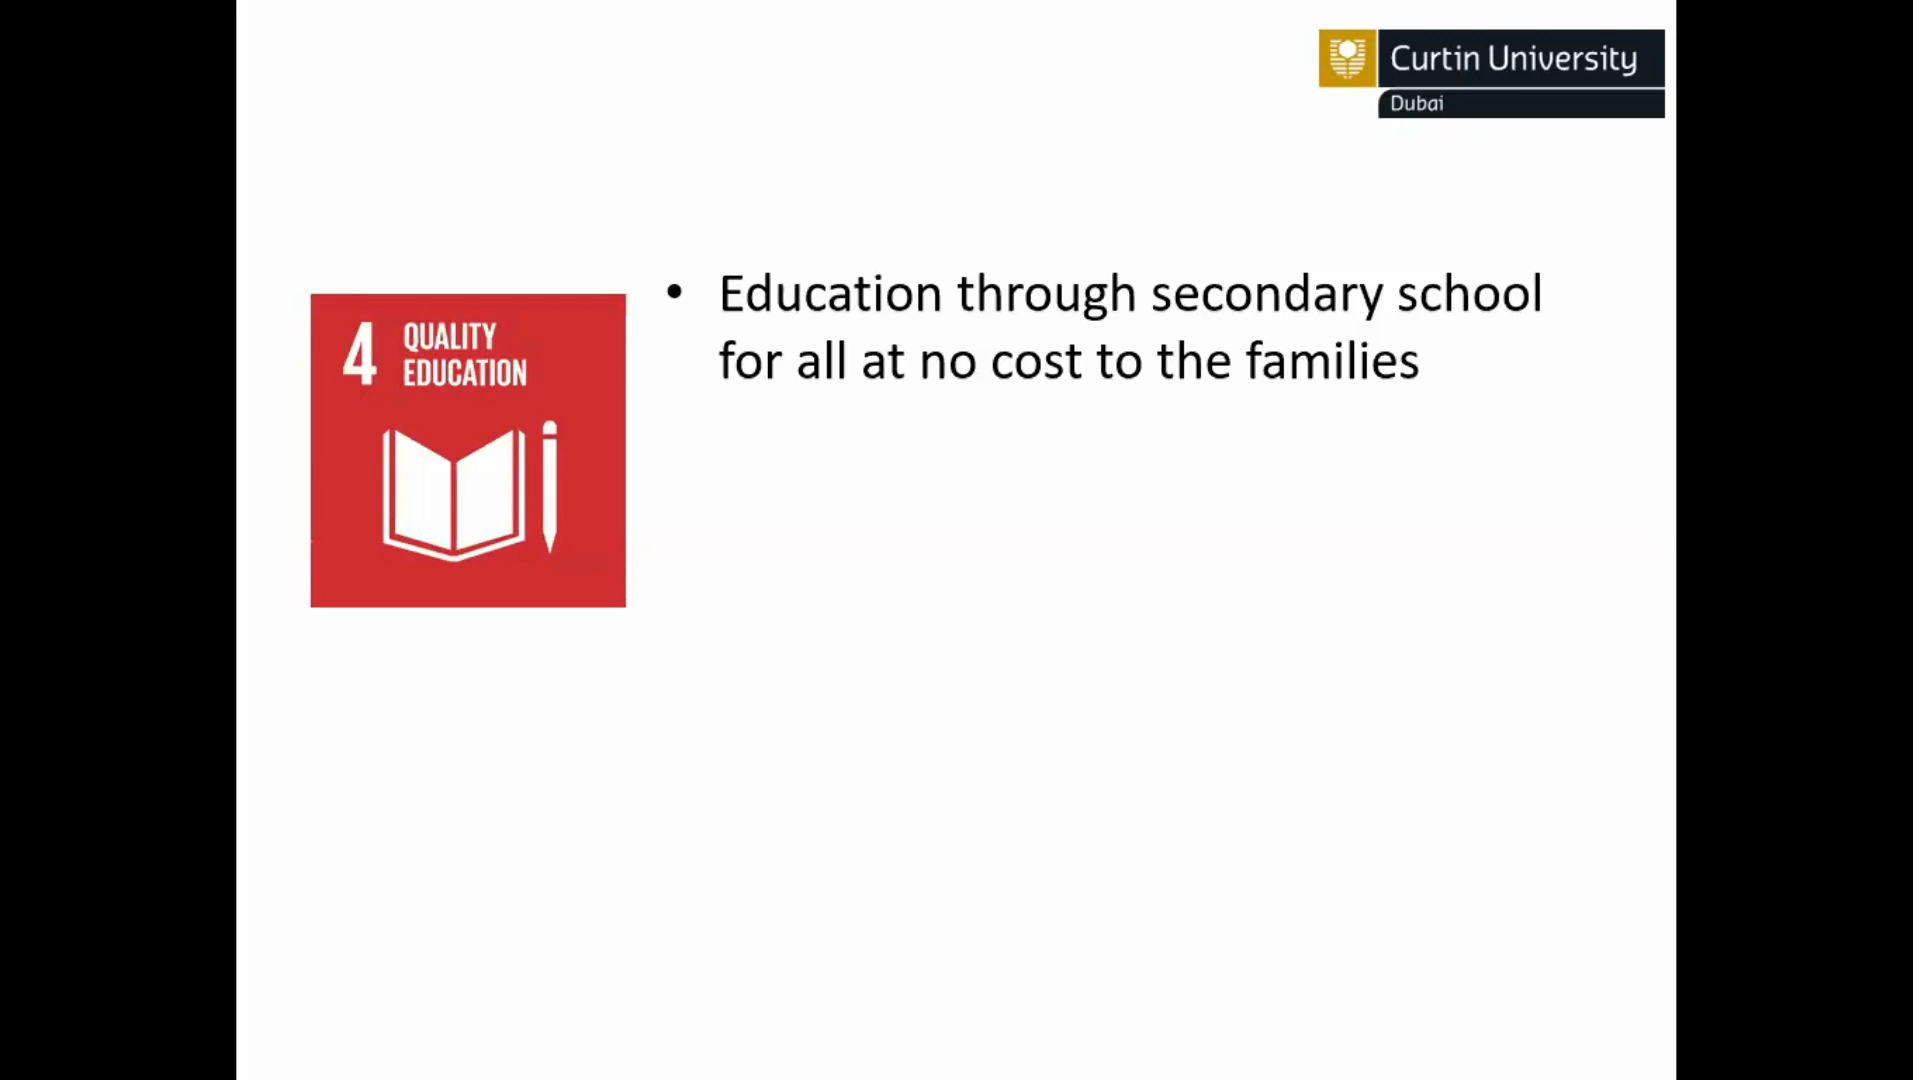 Curtin University
Dubai
• Education through secondary school
for all at no cost to the families
4 QUALITY
EDUCATION